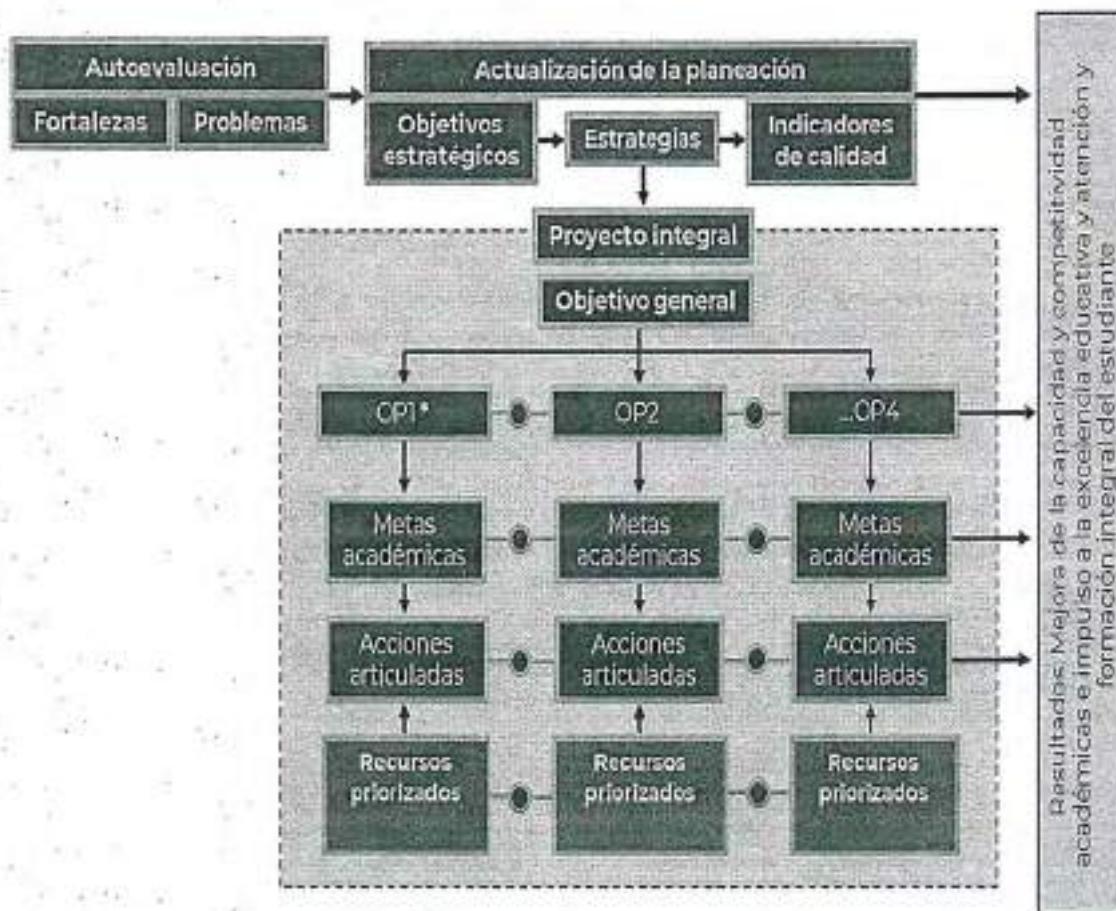 Autoevaluación
Fortalezas
Problemas
Actualización de la planeación
Objetivos
estratégicos
Estrategias
Indicadores
de calidad
Proyecto integral
Objetivo general
OP1*
OP2
...OP4
Metas
académicas
Metas
académicas
Metas
académicas
Acciones
articuladas
Acciones
articuladas
Acciones
articuladas
Recursos
priorizados
Recursos
priorizados
Recursos
priorizados
Resultados, Mejora de la capacidad y competitividad
académicas e impulso a la excelencia educativa y atención y
formación integral del estudiante